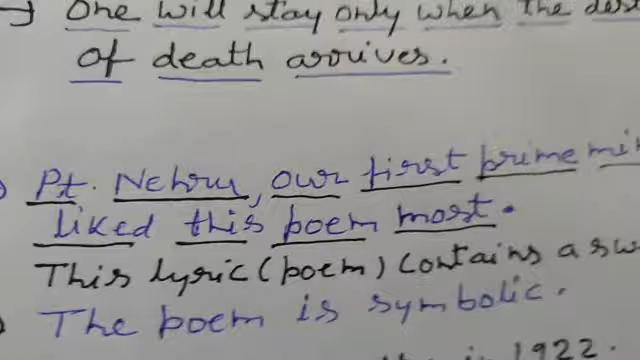 One will stay only when the
of death arrives.
Pt. Nehru, our first prime
liked this poem most.
This lyric (poem) contains a
The poem is symbolic.
in 1922.